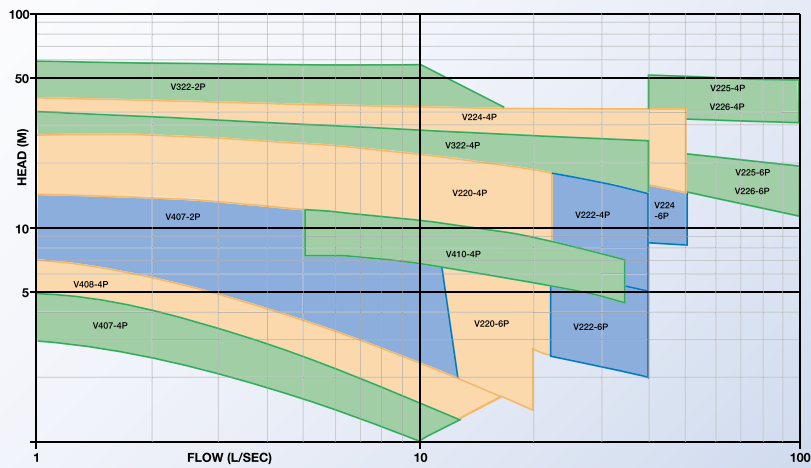 100
50
10
5
HEAD (M)
V322-2P
V225-4P
V226-4P
V224-4P
V322-4P
V225-6P
V226-6P
V220-4P
V224
-6P
V407-2P
V222-4P
V410-4P
V408-4P
V407-4P
V220-6P
V222-6P
1
FLOW (L/SEC)
10
100